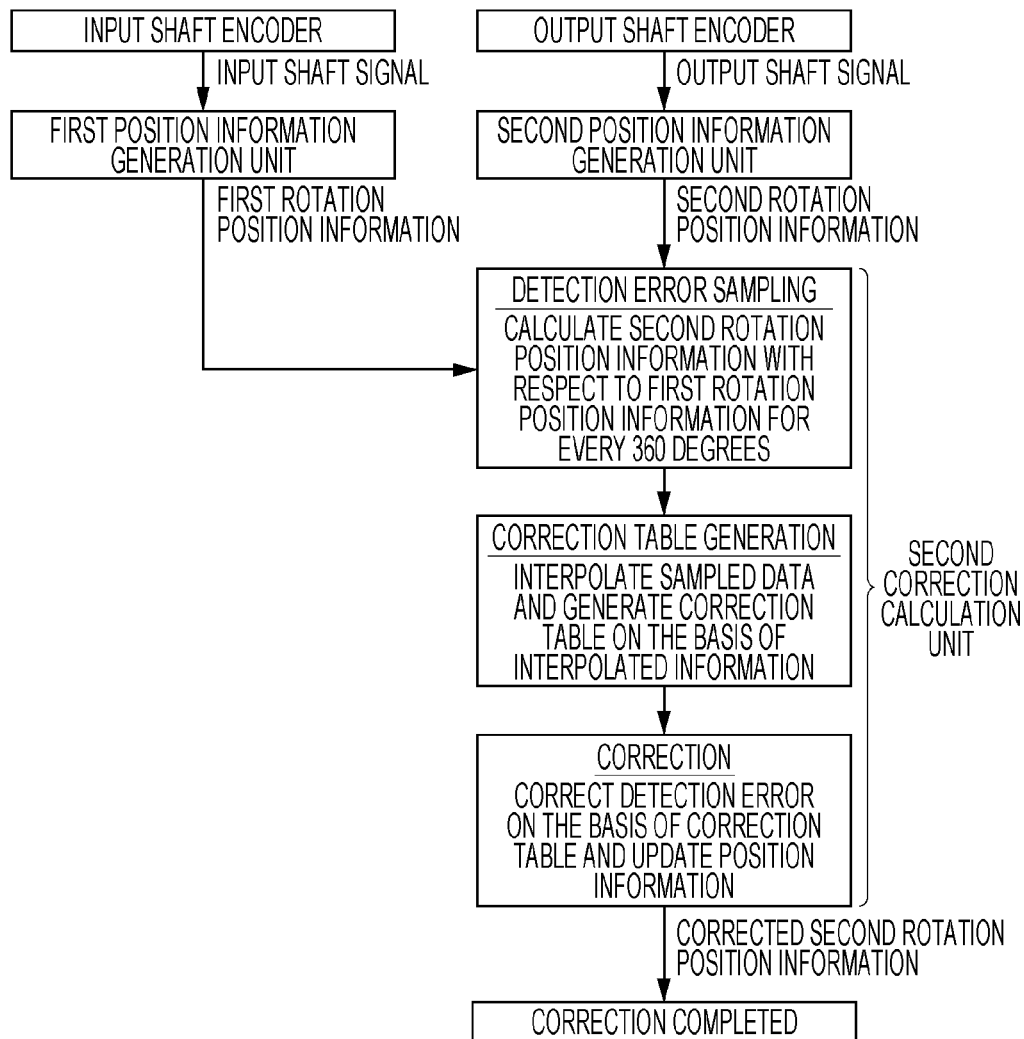 INPUT SHAFT ENCODER
INPUT SHAFT SIGNAL
FIRST POSITION INFORMATION
GENERATION UNIT
FIRST ROTATION
POSITION INFORMATION
OUTPUT SHAFT ENCODER
OUTPUT SHAFT SIGNAL
SECOND POSITION INFORMATION
GENERATION UNIT
SECOND ROTATION
POSITION INFORMATION
DETECTION ERROR SAMPLING
CALCULATE SECOND ROTATION
POSITION INFORMATION WITH
RESPECT TO FIRST ROTATION
POSITION INFORMATION FOR
EVERY 360 DEGREES
CORRECTION TABLE GENERATION
INTERPOLATE SAMPLED DATA
AND GENERATE CORRECTION
TABLE ON THE BASIS OF
INTERPOLATED INFORMATION
CORRECTION
CORRECT DETECTION ERROR
ON THE BASIS OF CORRECTION
TABLE AND UPDATE POSITION
INFORMATION
SECOND
CORRECTION
CALCULATION
UNIT
CORRECTED SECOND ROTATION
POSITION INFORMATION
CORRECTION COMPLETED